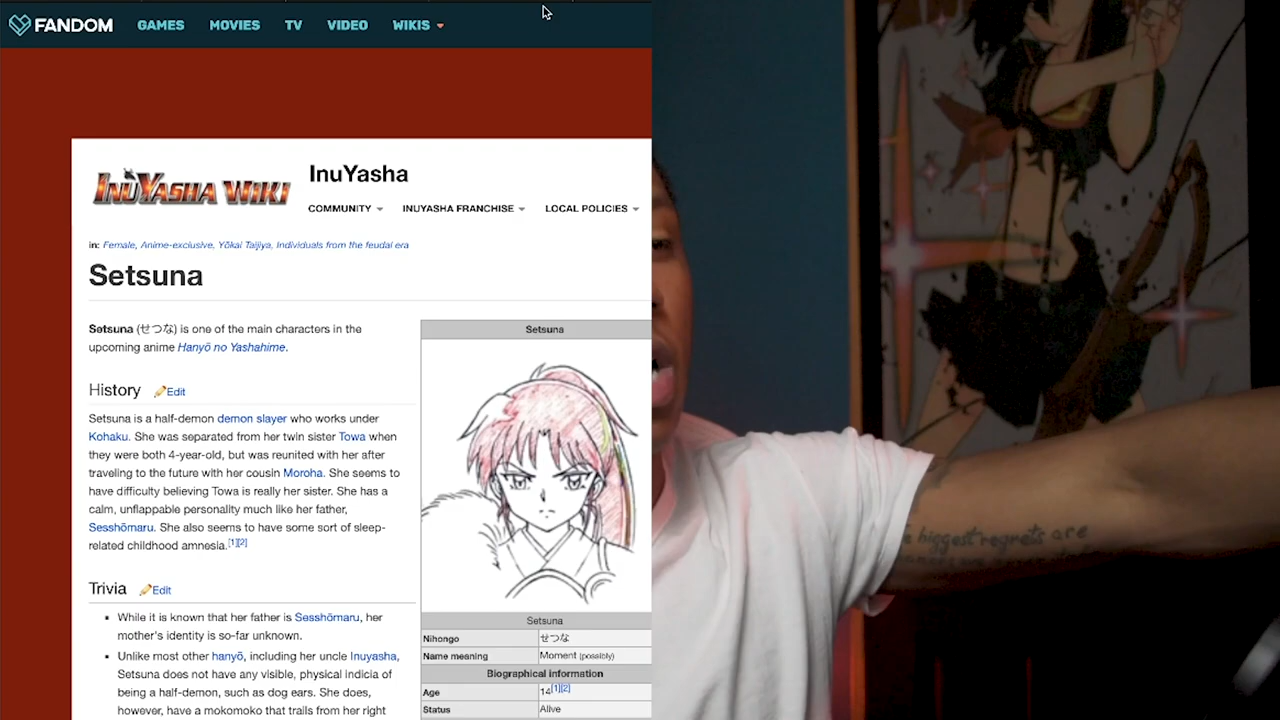 FANDOM GAMES MOVIES TV VIDEO WIKIS
INUYASHA WIKI
InuYasha
COMMUNITY INUYASHA FRANCHISE LOCAL POLICIES
in: Female, Anime-exclusive, Yōkai Taijiya, Individuals from the feudal era
Setsuna
Setsuna (せつな) is one of the main characters in the
upcoming anime Hanyō no Yashahime.
History Edit
Setsuna is a half-demon demon slayer who works under
Kohaku. She was separated from her twin sister Towa when
they were both 4-year-old, but was reunited with her after
traveling to the future with her cousin Moroha. She seems to
have difficulty believing Towa is really her sister. She has a
calm, unflappable personality much like her father,
Sesshōmaru. She also seems to have some sort of sleep-
related childhood amnesia.[1][2]
Trivia Edit
While it is known that her father is Sesshōmaru, her
mother's identity is so-far unknown.
Unlike most other hanyō, including her uncle Inuyasha,
Setsuna does not have any visible, physical indicia of
being a half-demon, such as dog ears. She does,
however, have a mokomoko that trails from her right
Setsuna
Setsuna
Nihongo せつな
Name meaning Moment (possibly)
Biographical information
Age 14[1][2]
Status Alive
biggest regrets are